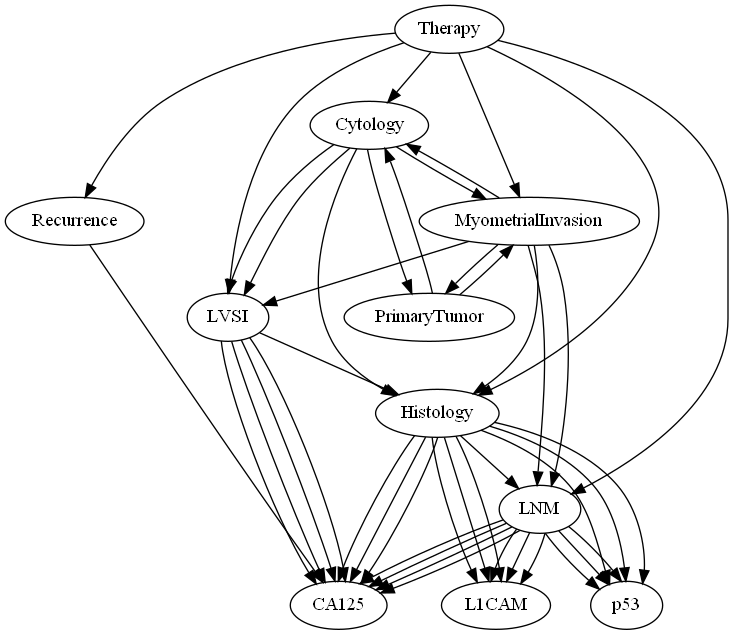 Therapy
Cytology
Recurrence
MyometrialInvasion
LVSI
PrimaryTumor
Histology
LNM
CA125
L1CAM
p53